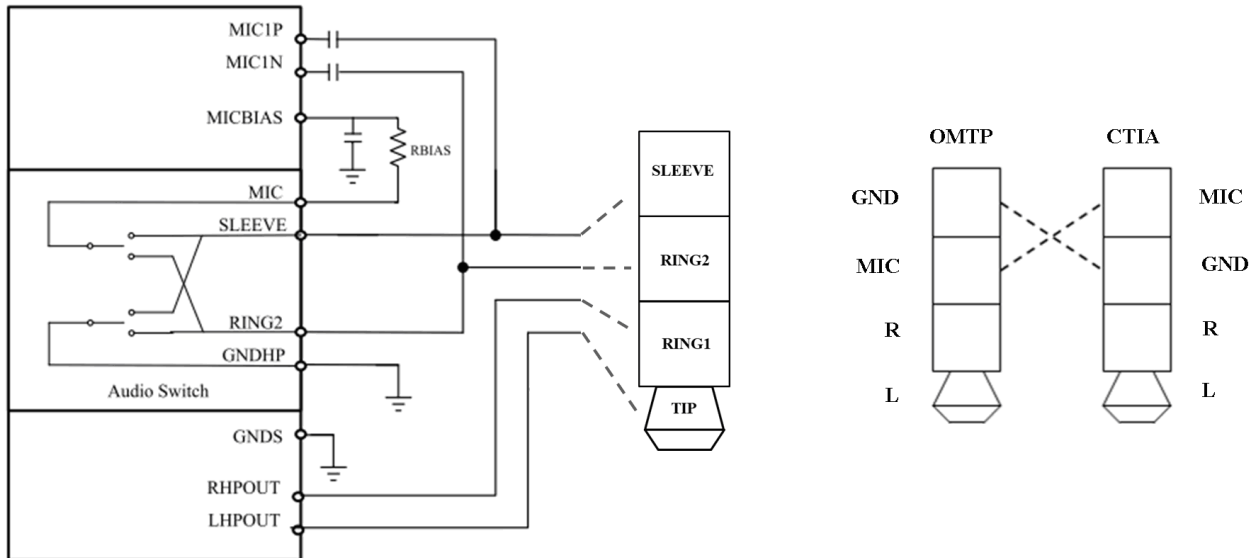 MIC1P
MIC1N
MICBIAS
RBIAS
MIC
SLEEVE
RING2
GNDHP
Audio Switch
GNDS
RHPOUT
LHPOUT
SLEEVE
RING2
RING1
TIP
OMTP
CTIA
GND
MIC
MIC
GND
R
R
L
L